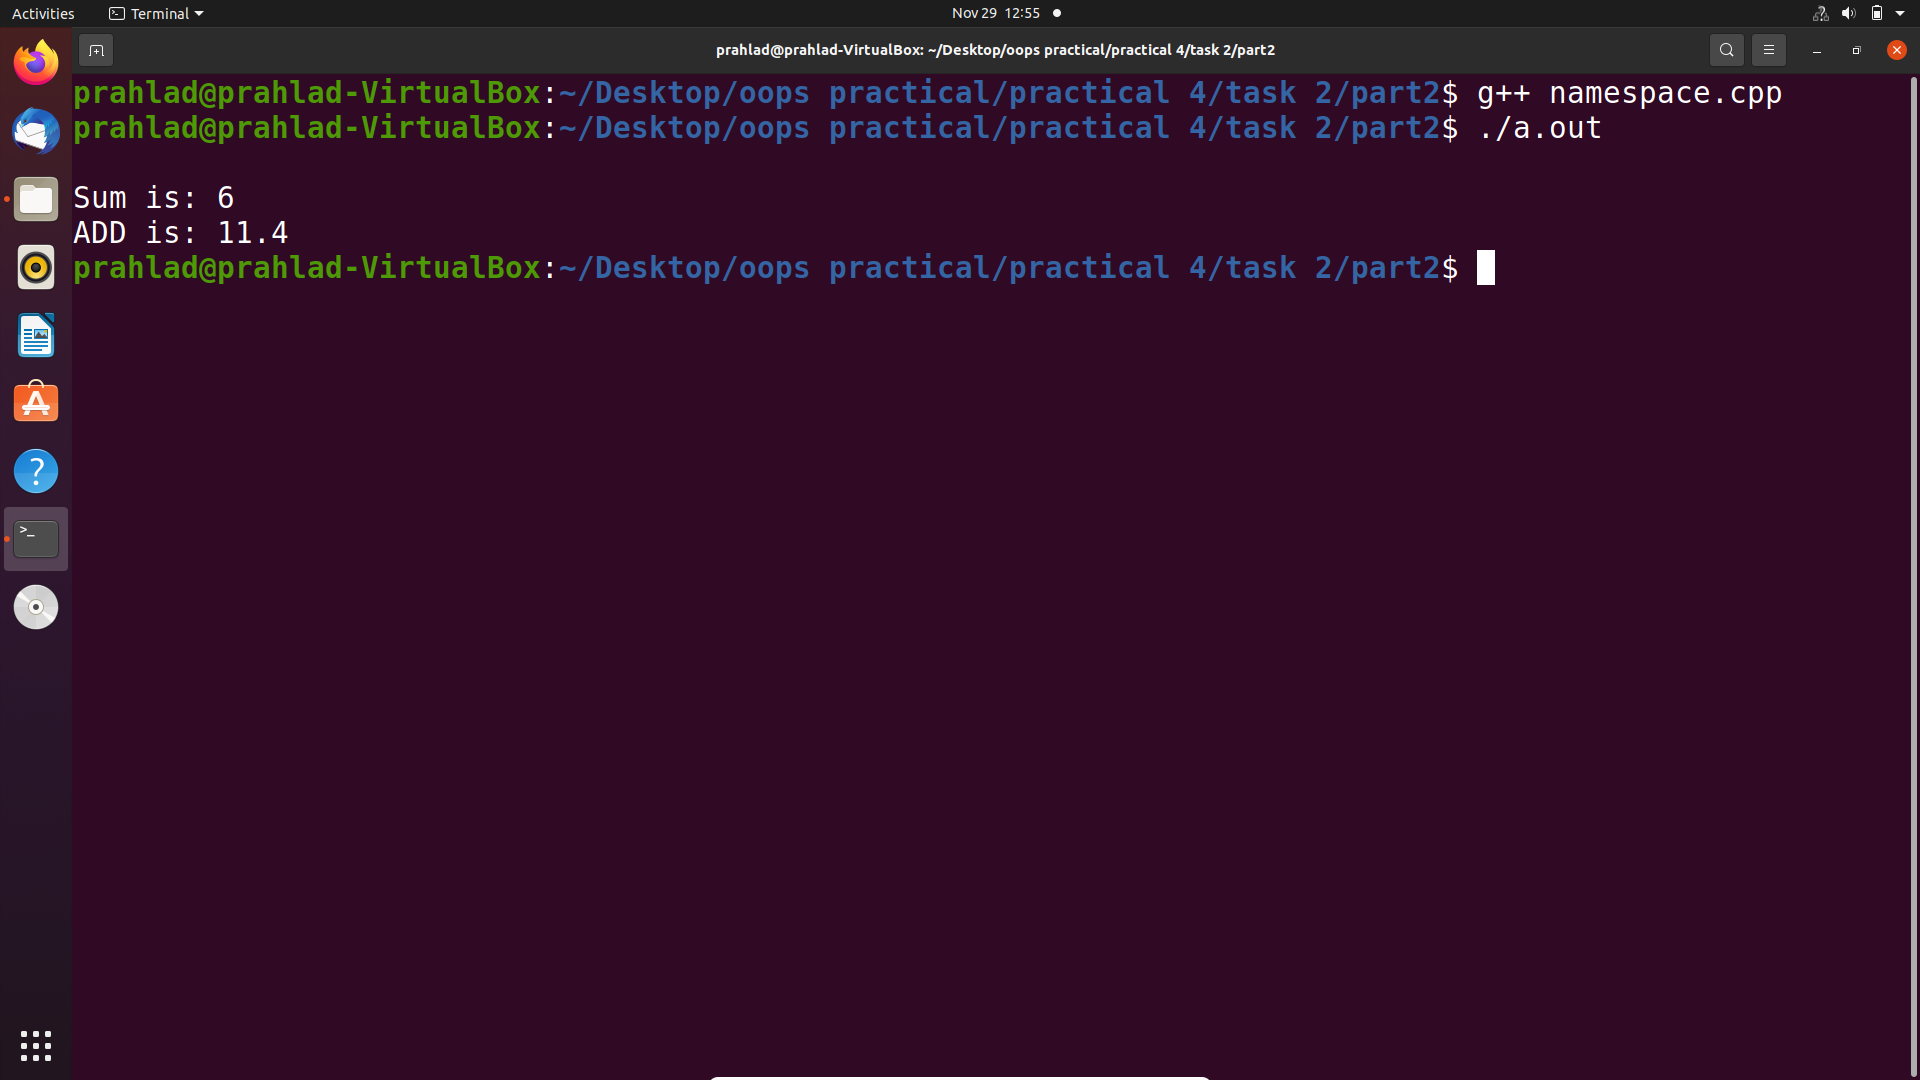 Activities
Terminal
Nov 29 12:55
prahlad@prahlad-VirtualBox: ~/Desktop/oops practical/practical 4/task 2/part2
prahlad@prahlad-VirtualBox:~/Desktop/oops practical/practical 4/task 2/part2$ g++ namespace.cpp
prahlad@prahlad-VirtualBox:~/Desktop/oops practical/practical 4/task 2/part2$ ./a.out
Sum is: 6
ADD is: 11.4
prahlad@prahlad-VirtualBox:~/Desktop/oops practical/practical 4/task 2/part2$